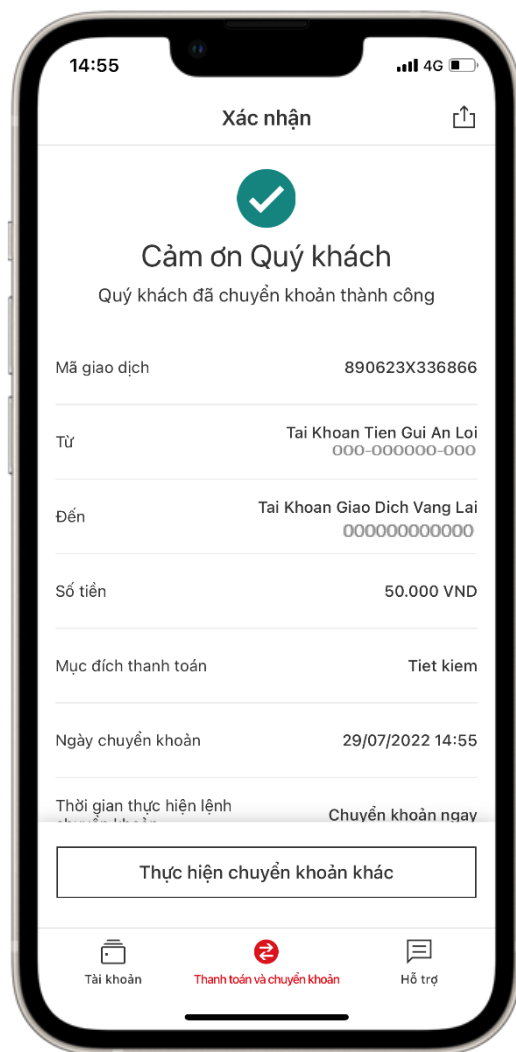 14:55
4G
Xác nhận
Cảm ơn Quý khách
Quý khách đã chuyển khoản thành công
Mã giao dịch 890623X336866
Từ Tai Khoan Tien Gui An Loi
000-000000-000
Đến Tai Khoan Giao Dich Vang Lai
000000000000
Số tiền 50.000 VND
Mục đích thanh toán Tiet kiem
Ngày chuyển khoản 29/07/2022 14:55
Thời gian thực hiện lệnh Chuyển khoản ngay
chuyển khoản
Thực hiện chuyển khoản khác
Tài khoản Thanh toán và chuyển khoản Hỗ trợ